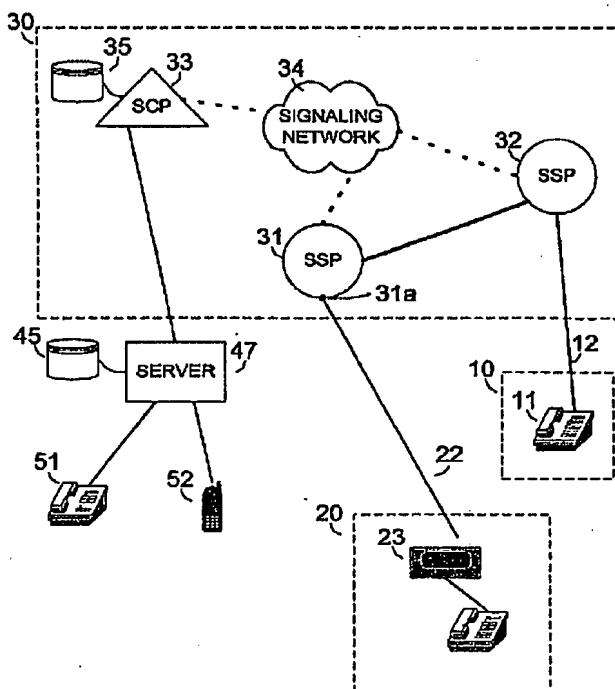 30
35
33
SCP
34
SIGNALING
NETWORK
32
SSP
31
SSP
31a
45
SERVER
47
12
10
11
51
52
22
20
23